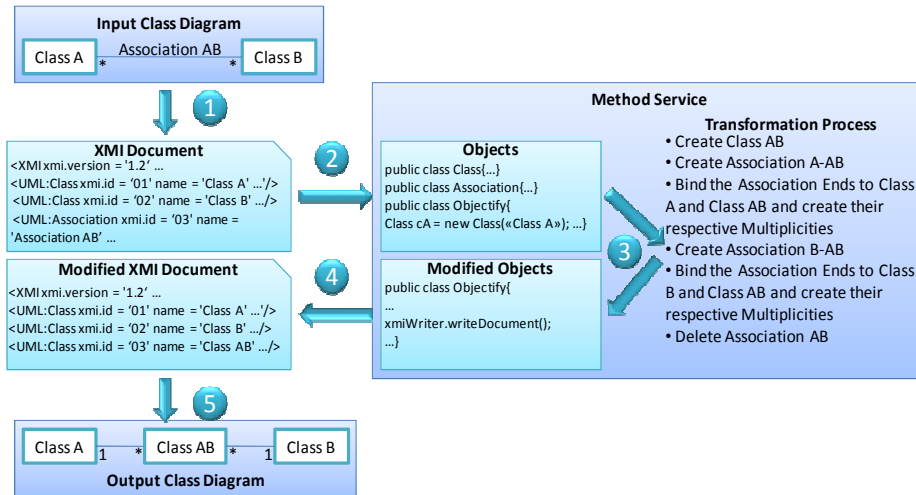 Input Class Diagram
Class A
Association AB
Class B
*
*
1
XMI Document
<XMI xmi.version = '1.2‘ ...
<UML:Class xmi.id = ‘01' name = 'Class A' ...'/>
<UML:Class xmi.id = ‘02' name = 'Class B' .../>
<UML:Association xmi.id = ‘03' name =
'Association AB’ ...
2
Method Service
Objects
public class Class{...}
public class Association{...}
public class Objectify{
Class cA = new Class(«Class A»); ...}
3
Transformation Process
• Create Class AB
• Create Association A-AB
• Bind the Association Ends to Class
A and Class AB and create their
respective Multiplicities
• Create Association B-AB
• Bind the Association Ends to Class
B and Class AB and create their
respective Multiplicities
• Delete Association AB
Modified Objects
public class Objectify{
...
xmiWriter.writeDocument();
...}
4
Modified XMI Document
<XMI xmi.version = '1.2‘ ...
<UML:Class xmi.id = ‘01' name = 'Class A' ...'/>
<UML:Class xmi.id = ‘02' name = 'Class B’ .../>
<UML:Class xmi.id = ‘03' name = 'Class AB' .../>
5
Class A
1
*
Class AB
*
1
Class B
Output Class Diagram